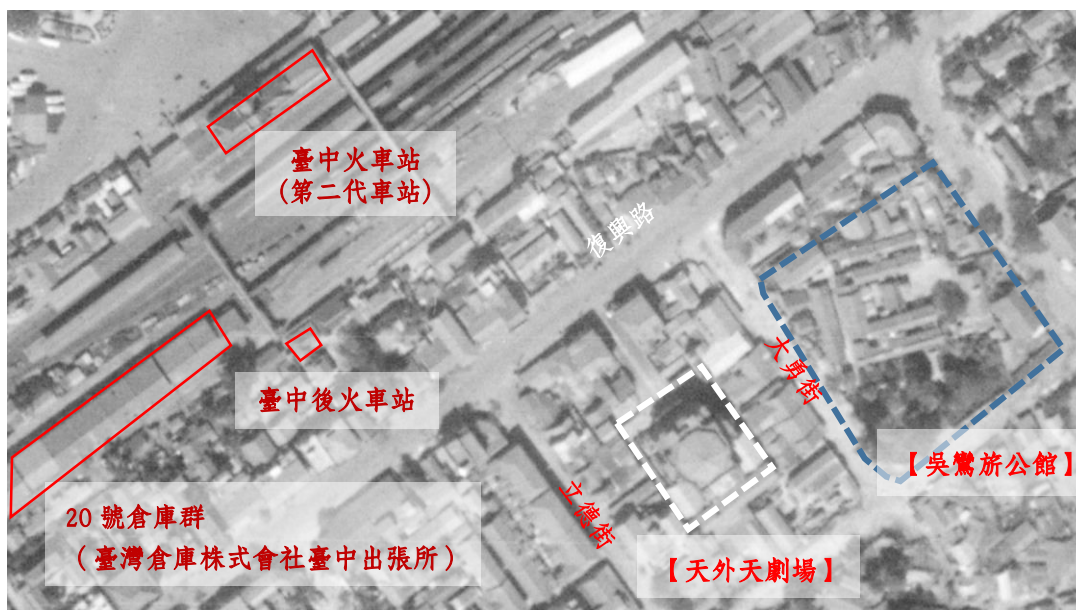 臺中火車站
(第二代車站)
復興路
大勇街
臺中後火車站
【吳鸞旂公館】
20 號倉庫群
(臺灣倉庫株式會社臺中出張所)
立德街
【天外天劇場】